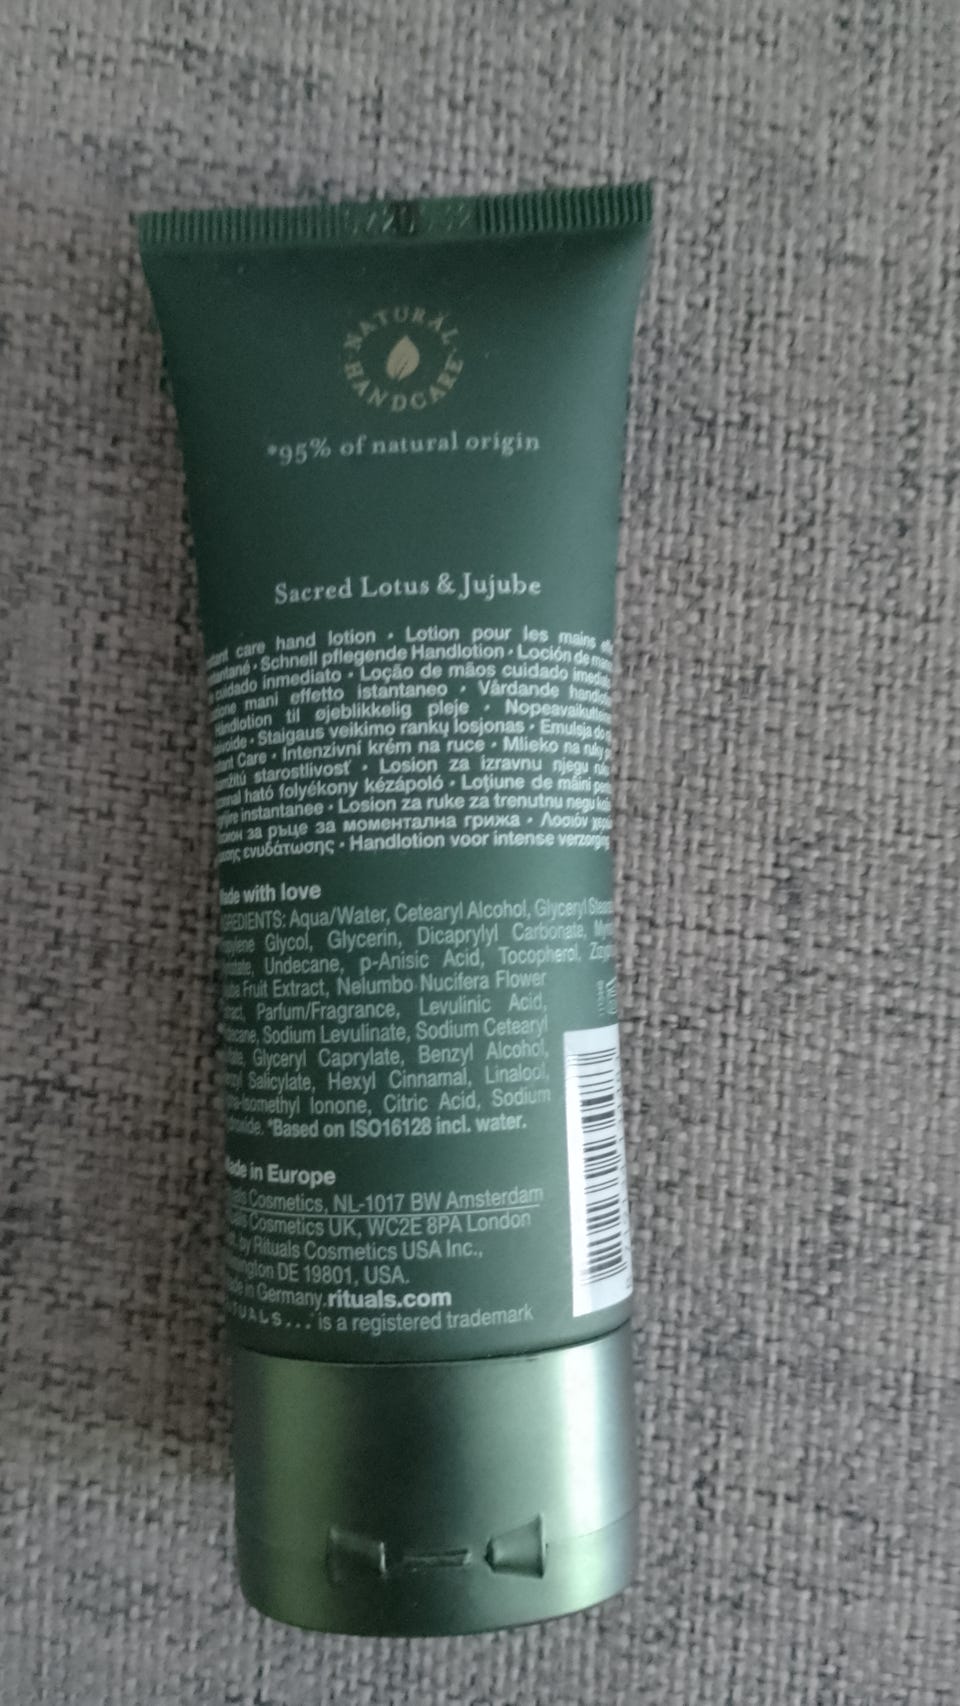 NATURAL HANDCARE
*95% of natural origin
Sacred Lotus & Jujube
care hand lotion • Lotion pour les mains
Schnell pflegende Handlotion • Loción de
cuidado inmediato • Loção de mãos cuidado
mani effetto istantaneo • Vårdande
Håndlotion til øjeblikkelig pleje •
• Staigaus veikimo rankų losjonas • Emulsja do
Care • Intenzivní krém na ruce • Mlieko na ruky
starostlivosť • Losion za izravnu njegu
ható folyékony kézápoló • Loțiune de mâini
instantanee • Losion za ruke za trenutnu negu
за ръце за моментална грижа • Λοσιόν
ενυδάτωσης • Handlotion voor intense
with love
Aqua/Water, Cetearyl Alcohol, Glyceryl
Glycol, Glycerin, Dicaprylyl Carbonate,
Undecane, p-Anisic Acid, Tocopherol,
Fruit Extract, Nelumbo Nucifera Flower
Parfum/Fragrance, Levulinic Acid,
Sodium Levulinate, Sodium Cetearyl
Glyceryl Caprylate, Benzyl Alcohol,
Salicylate, Hexyl Cinnamal, Linalool,
Ionone, Citric Acid, Sodium
*Based on ISO16128 incl. water.
in Europe
Cosmetics, NL-1017 BW Amsterdam
Cosmetics UK, WC2E 8PA London
by Rituals Cosmetics USA Inc.,
DE 19801, USA.
in Germany.rituals.com
is a registered trademark